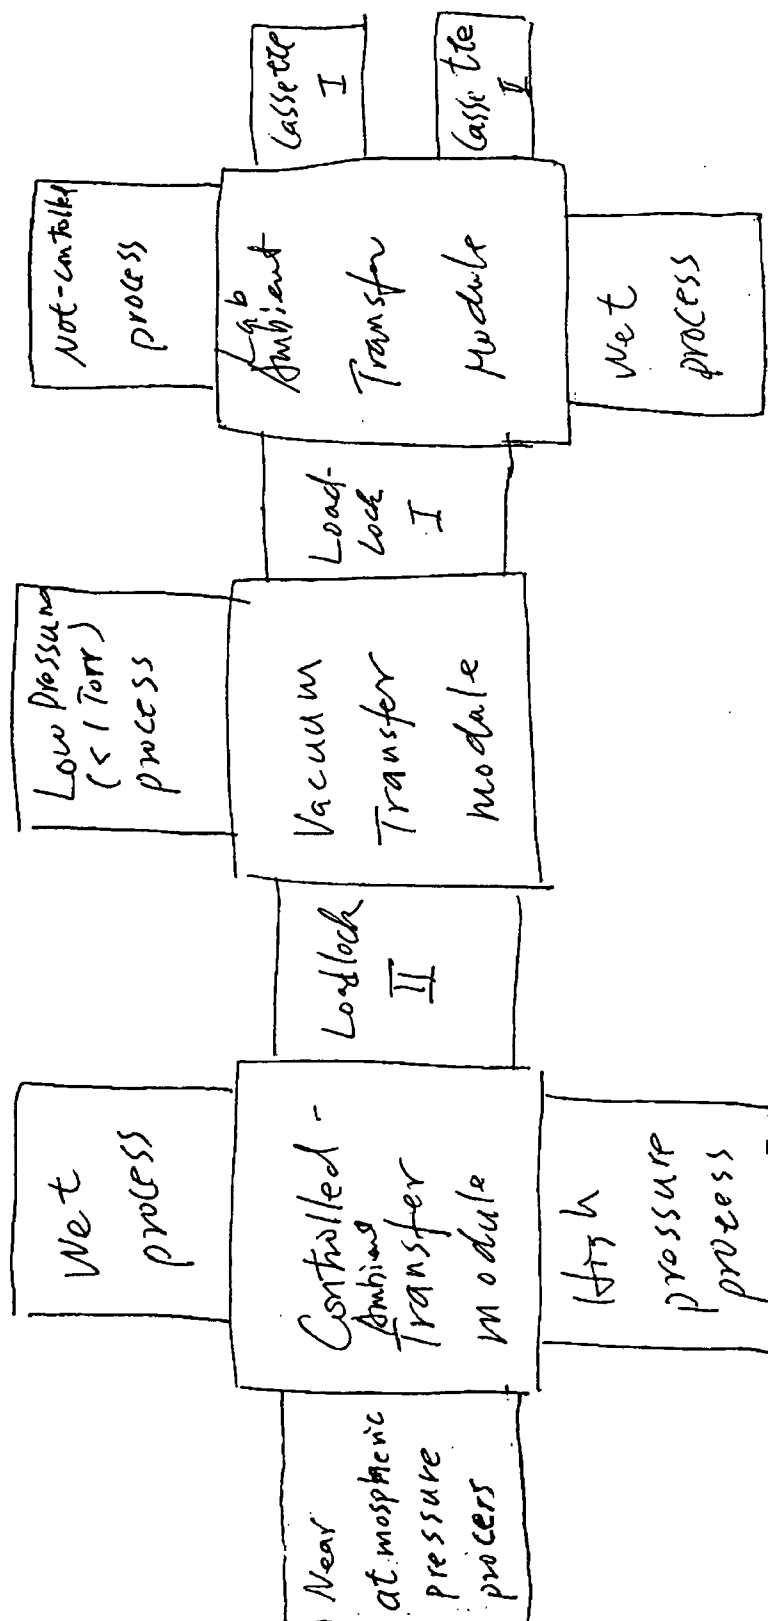 Wet
process
Low Pressure
(<1 Torr)
process
Not-controlled
process
Near
atmospheric
pressure
process
Controlled-
Ambient
Transfer
module
Loadlock
II
Vacuum
Transfer
module
Load-
Lock
I
Lab
Ambient
Transfer
Module
Cassette
I
Cassette
II
High
pressure
process
Wet
process